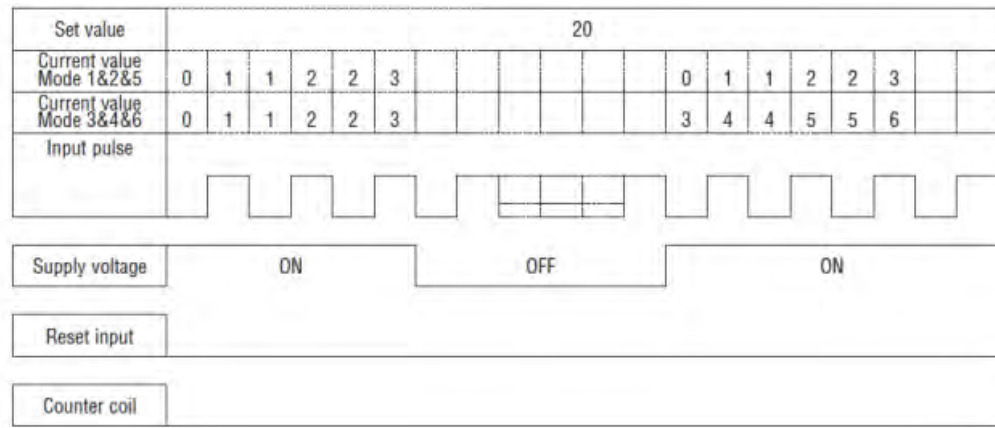 Set value 20
Current value
Mode 1&2&5 0 1 1 2 2 3 0 1 1 2 2 3
Current value
Mode 3&4&6 0 1 1 2 2 3 3 4 4 5 5 6
Input pulse
Supply voltage ON OFF ON
Reset input
Counter coil